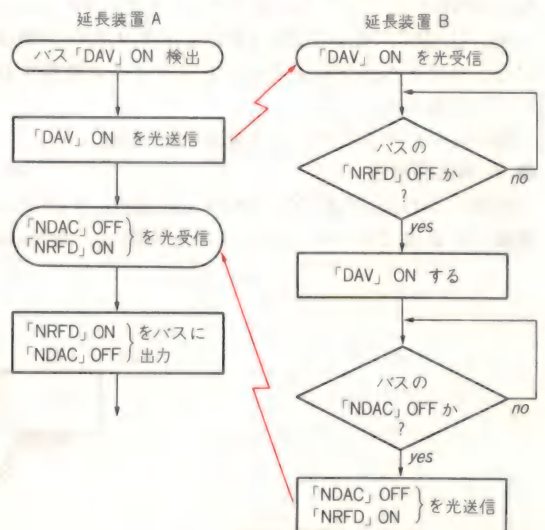 延長装置 A
バス「DAV」ON 検出
「DAV」ON を光送信
「NDAC」OFF
「NRFD」ON
を光受信
「NRFD」ON
「NDAC」OFF
をバスに
出力
延長装置 B
「DAV」ON を光受信
バスの
「NRFD」OFF か
?
no
yes
「DAV」ON する
バスの
「NDAC」OFF か
?
no
yes
「NDAC」OFF
「NRFD」ON
を光送信